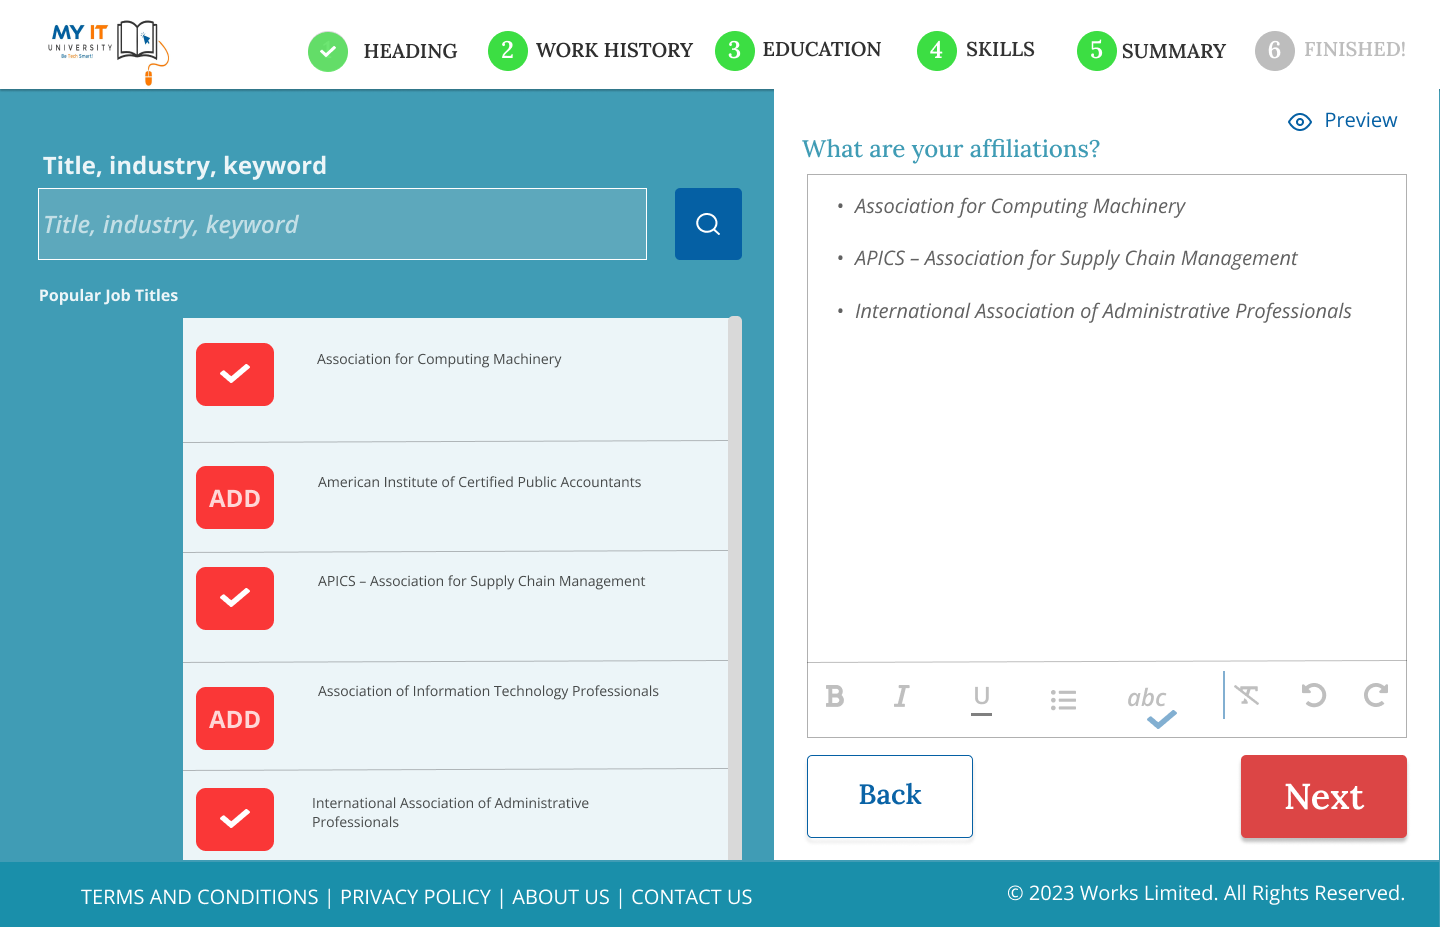 MY IT
UNIVERSITY
Be Tech Smart!
HEADING
2 WORK HISTORY
3 EDUCATION
4 SKILLS
5 SUMMARY
6 FINISHED!
Title, industry, keyword
Title, industry, keyword
Popular Job Titles
Association for Computing Machinery
ADD American Institute of Certified Public Accountants
APICS – Association for Supply Chain Management
ADD Association of Information Technology Professionals
International Association of Administrative
Professionals
Preview
What are your affiliations?
• Association for Computing Machinery
• APICS – Association for Supply Chain Management
• International Association of Administrative Professionals
B I U abc T
Back
Next
TERMS AND CONDITIONS | PRIVACY POLICY | ABOUT US | CONTACT US
© 2023 Works Limited. All Rights Reserved.